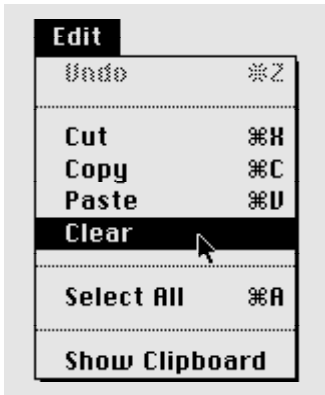 Edit
Undo ⌘Z
Cut ⌘X
Copy ⌘C
Paste ⌘V
Clear
Select All ⌘A
Show Clipboard